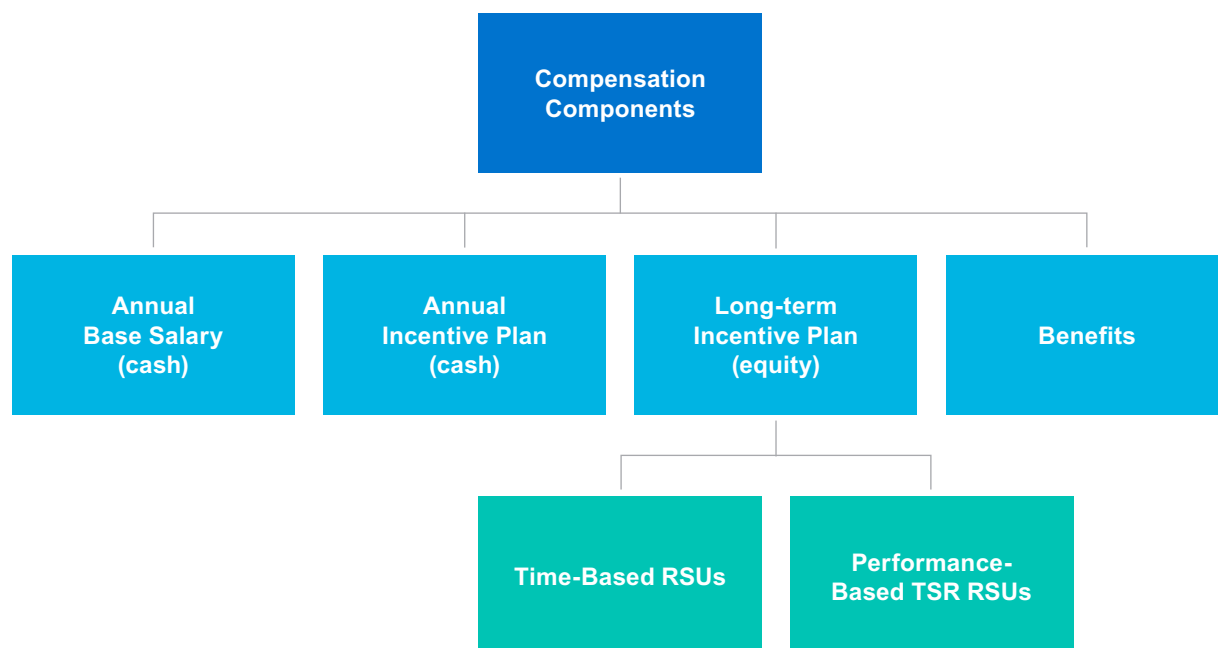 Compensation
Components
Annual
Base Salary
(cash)
Annual
Incentive Plan
(cash)
Long-term
Incentive Plan
(equity)
Benefits
Time-Based RSUs
Performance-
Based TSR RSUs